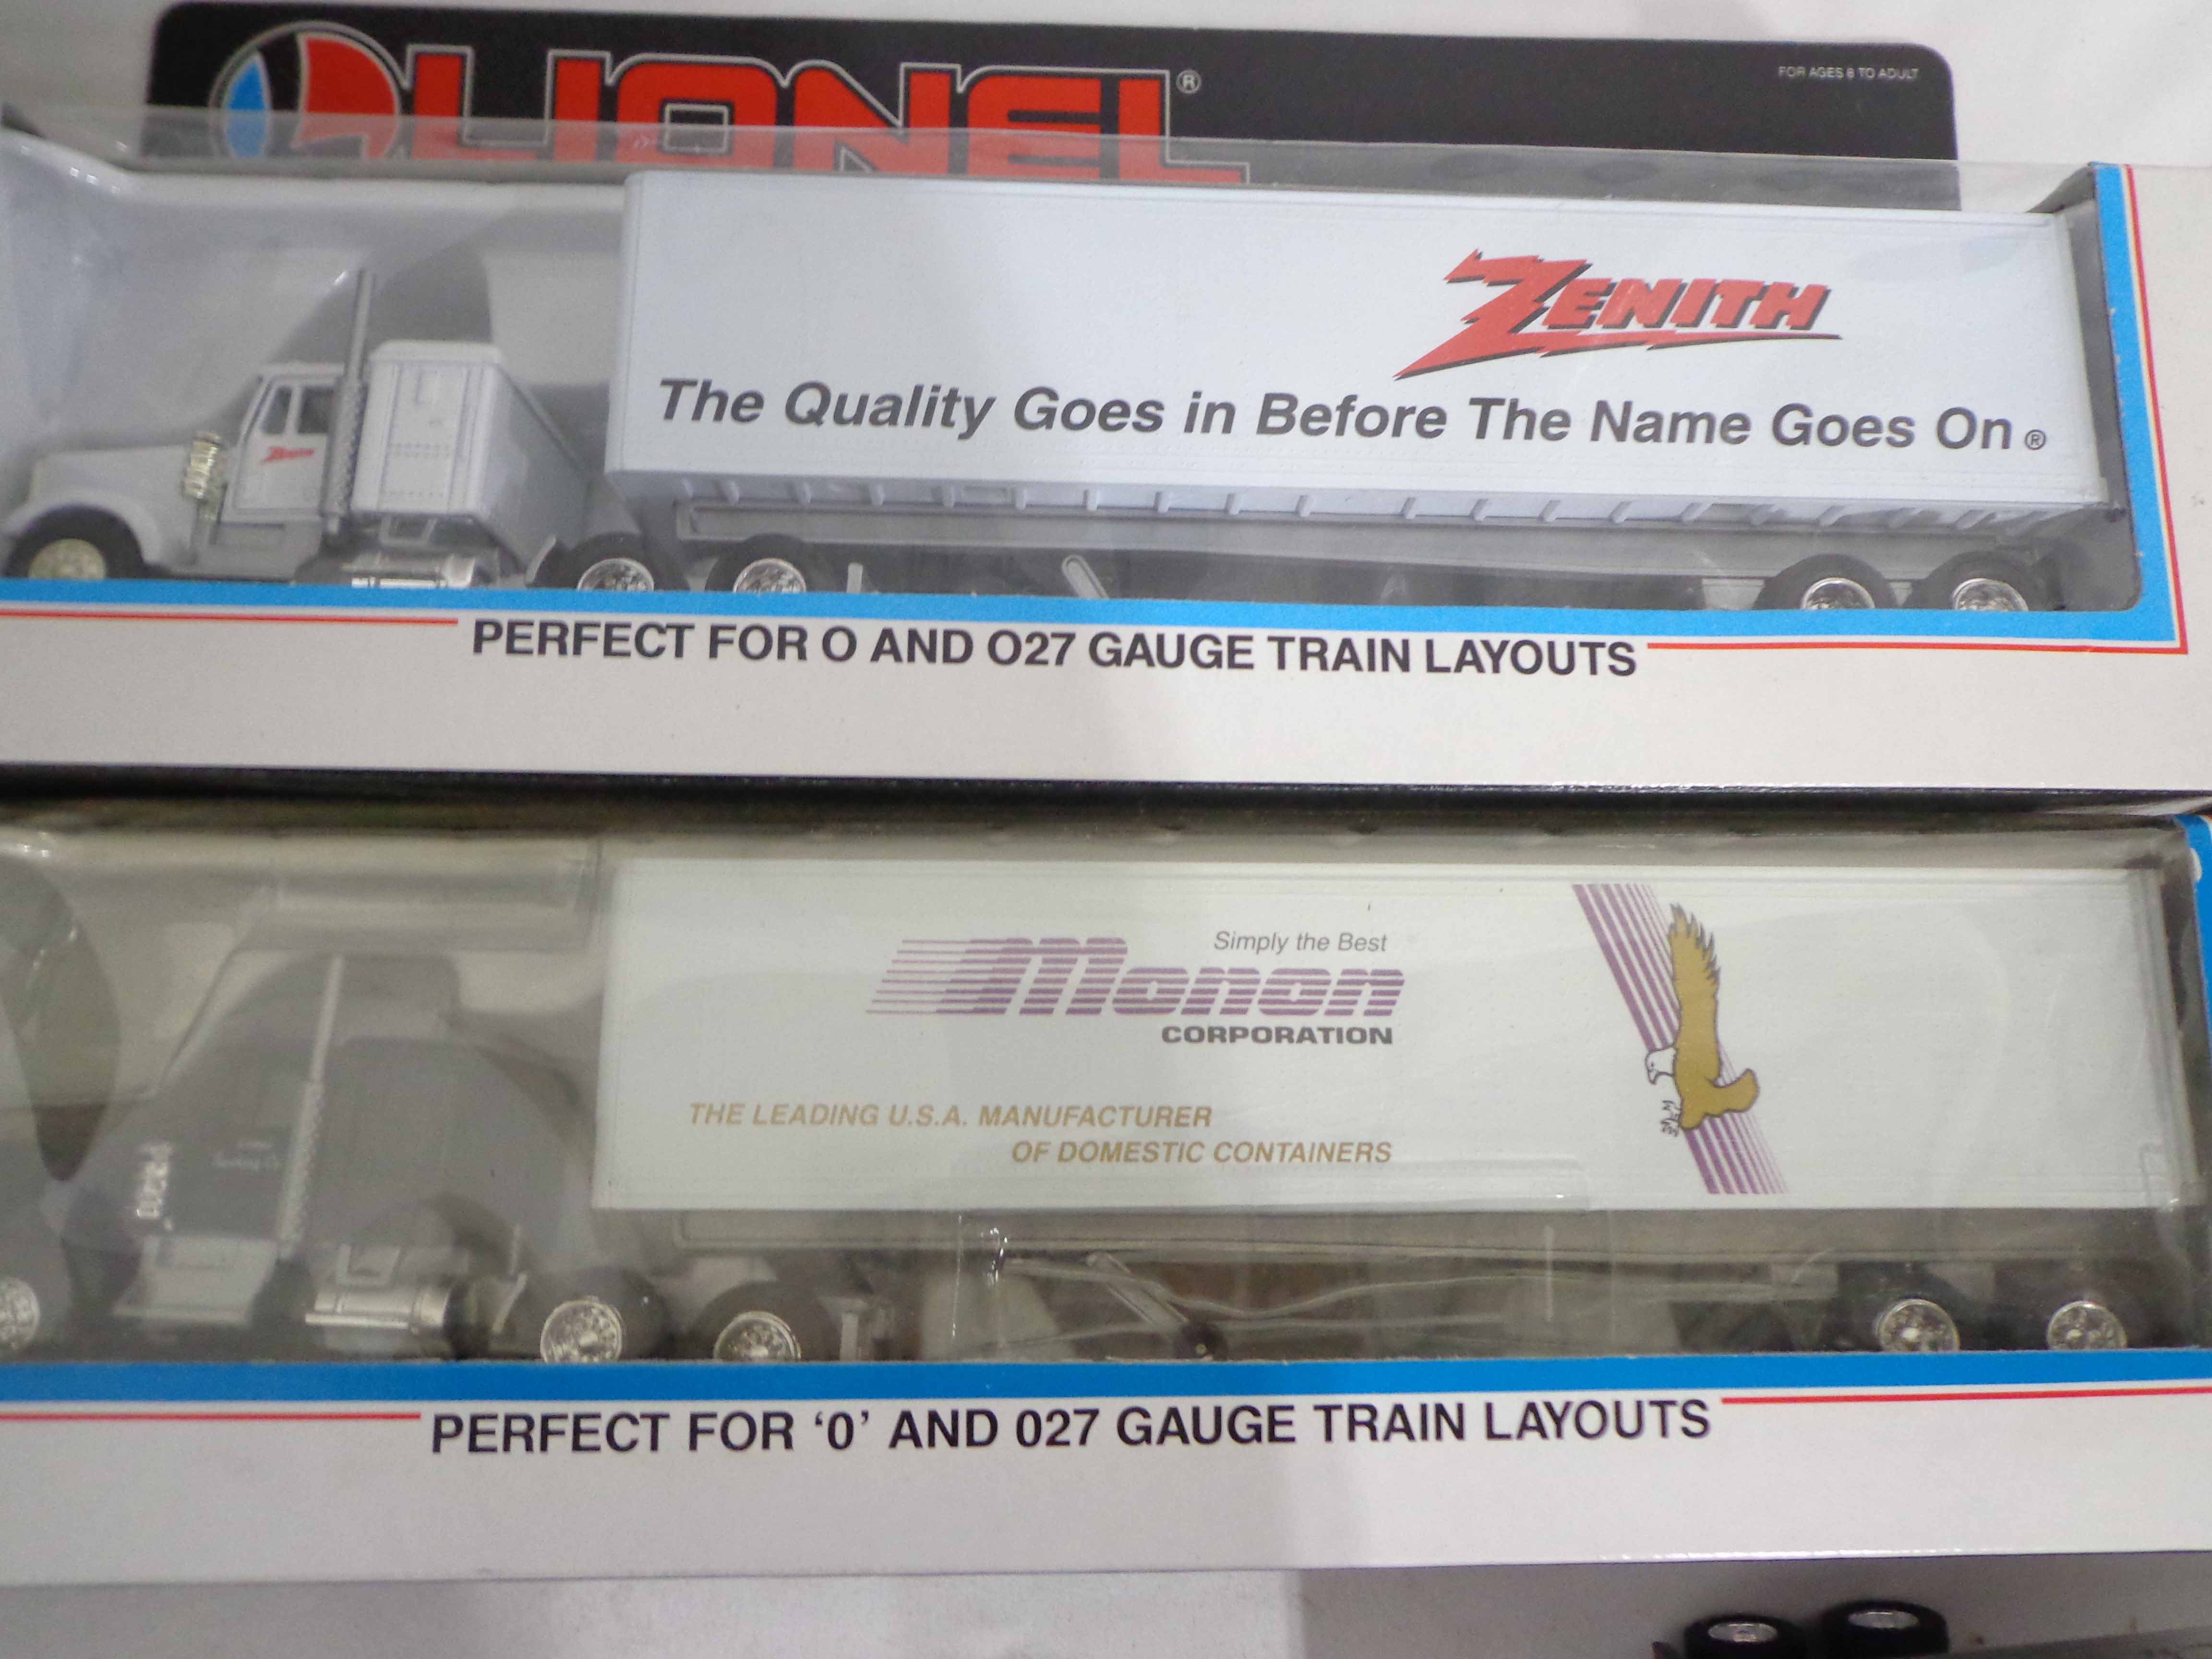 LIONEL®
FOR AGES 8 TO ADULT
ZENITH
The Quality Goes in Before The Name Goes On®
Zenith
PERFECT FOR O AND O27 GAUGE TRAIN LAYOUTS
Simply the Best
Monon
CORPORATION
THE LEADING U.S.A. MANUFACTURER
OF DOMESTIC CONTAINERS
PERFECT FOR ‘0’ AND 027 GAUGE TRAIN LAYOUTS